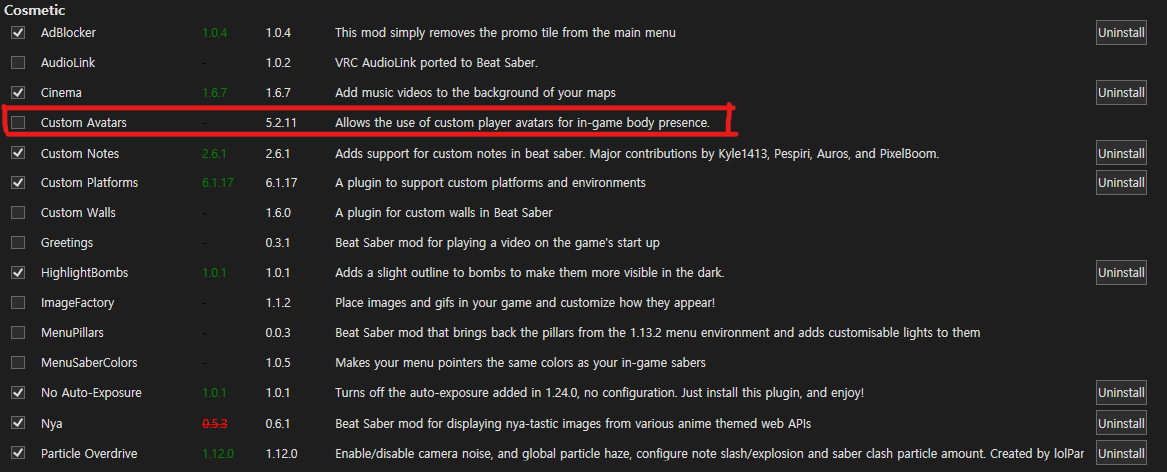 Cosmetic
AdBlocker 1.0.4 1.0.4 This mod simply removes the promo tile from the main menu Uninstall
AudioLink - 1.0.2 VRC AudioLink ported to Beat Saber.
Cinema 1.6.7 1.6.7 Add music videos to the background of your maps Uninstall
Custom Avatars - 5.2.11 Allows the use of custom player avatars for in-game body presence.
Custom Notes 2.6.1 2.6.1 Adds support for custom notes in beat saber. Major contributions by Kyle1413, Pespiri, Auros, and PixelBoom. Uninstall
Custom Platforms 6.1.17 6.1.17 A plugin to support custom platforms and environments Uninstall
Custom Walls - 1.6.0 A plugin for custom walls in Beat Saber
Greetings - 0.3.1 Beat Saber mod for playing a video on the game's start up
HighlightBombs 1.0.1 1.0.1 Adds a slight outline to bombs to make them more visible in the dark. Uninstall
ImageFactory - 1.1.2 Place images and gifs in your game and customize how they appear!
MenuPillars - 0.0.3 Beat Saber mod that brings back the pillars from the 1.13.2 menu environment and adds customisable lights to them
MenuSaberColors - 1.0.5 Makes your menu pointers the same colors as your in-game sabers
No Auto-Exposure 1.0.1 1.0.1 Turns off the auto-exposure added in 1.24.0, no configuration. Just install this plugin, and enjoy! Uninstall
Nya 0.5.3 0.6.1 Beat Saber mod for displaying nya-tastic images from various anime themed web APIs Uninstall
Particle Overdrive 1.12.0 1.12.0 Enable/disable camera noise, and global particle haze, configure note slash/explosion and saber clash particle amount. Created by lolPar Uninstall